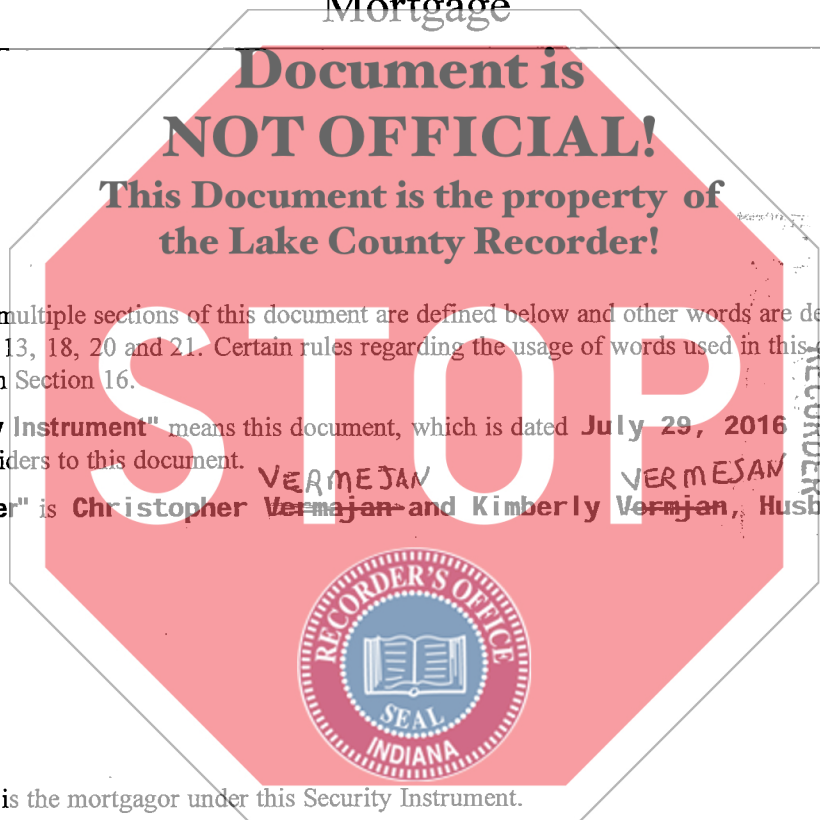 Mortgage
Document is
NOT OFFICIAL!
This Document is the property of
the Lake County Recorder!
STOP
multiple sections of this document are defined below and other words are de
13, 18, 20 and 21. Certain rules regarding the usage of words used in this
n Section 16.
RECORDER
y Instrument" means this document, which is dated July 29, 2016
iders to this document.
VERMEJAN VERMESAN
er" is Christopher Vermajan and Kimberly Vermjan, Husb
RECORDER'S OFFICE
SEAL
INDIANA
is the mortgagor under this Security Instrument.